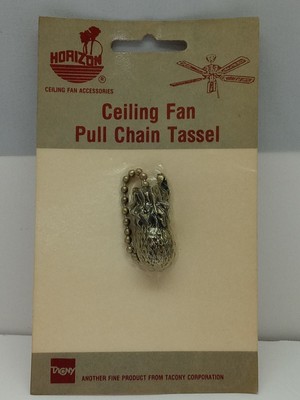 HORIZON
CEILING FAN ACCESSORIES
Ceiling Fan
Pull Chain Tassel
TACONY
ANOTHER FINE PRODUCT FROM TACONY CORPORATION